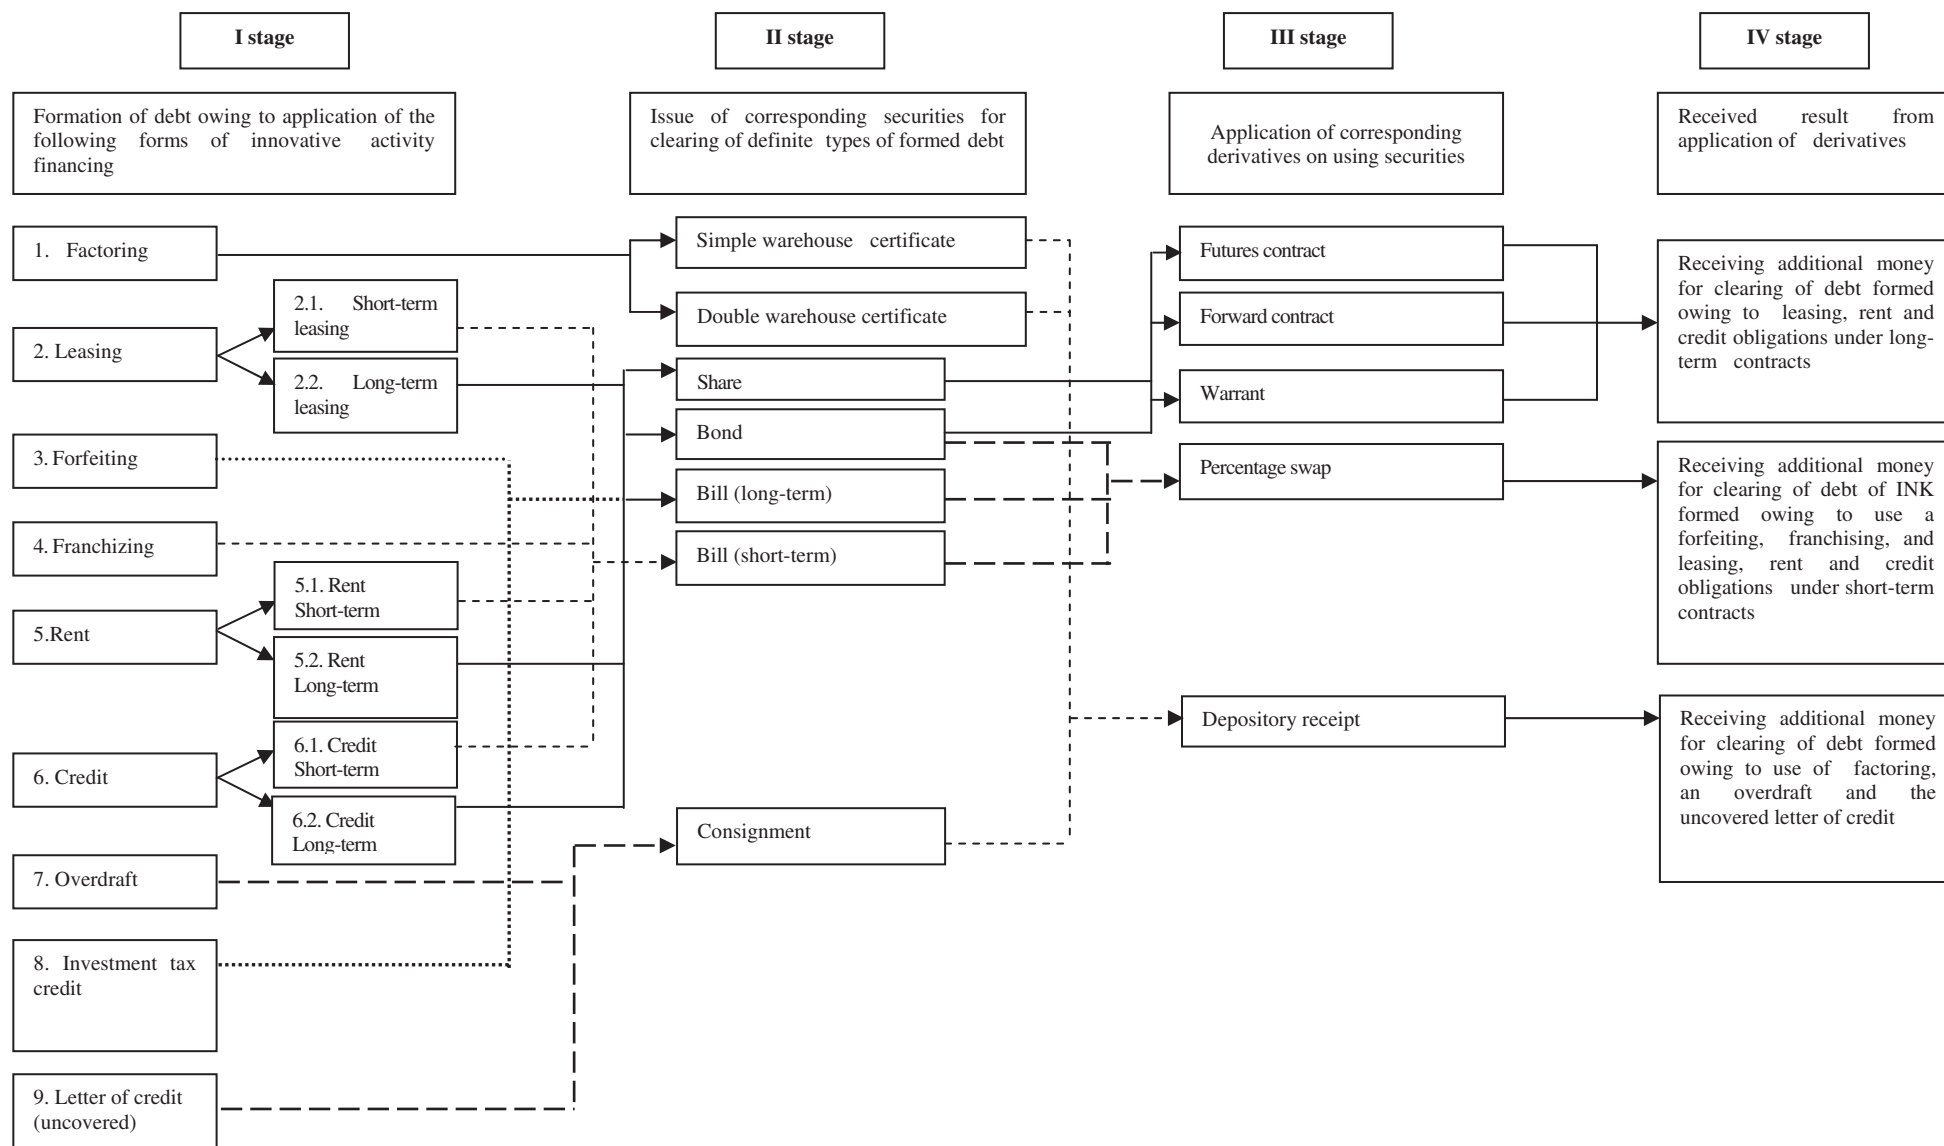 I stage
II stage
III stage
IV stage
Formation of debt owing to application of the
following forms of innovative activity
financing
Issue of corresponding securities for
clearing of definite types of formed debt
Application of corresponding
derivatives on using securities
Received result from
application of derivatives
1. Factoring
2. Leasing
2.1. Short-term
leasing
2.2. Long-term
leasing
3. Forfeiting
4. Franchizing
5.Rent
5.1. Rent
Short-term
5.2. Rent
Long-term
6. Credit
6.1. Credit
Short-term
6.2. Credit
Long-term
7. Overdraft
8. Investment tax
credit
9. Letter of credit
(uncovered)
Simple warehouse certificate
Double warehouse certificate
Share
Bond
Bill (long-term)
Bill (short-term)
Consignment
Futures contract
Forward contract
Warrant
Percentage swap
Depository receipt
Receiving additional money
for clearing of debt formed
owing to leasing, rent and
credit obligations under long-
term contracts
Receiving additional money
for clearing of debt of INK
formed owing to use a
forfeiting, franchising, and
leasing, rent and credit
obligations under short-term
contracts
Receiving additional money
for clearing of debt formed
owing to use of factoring,
an overdraft and the
uncovered letter of credit